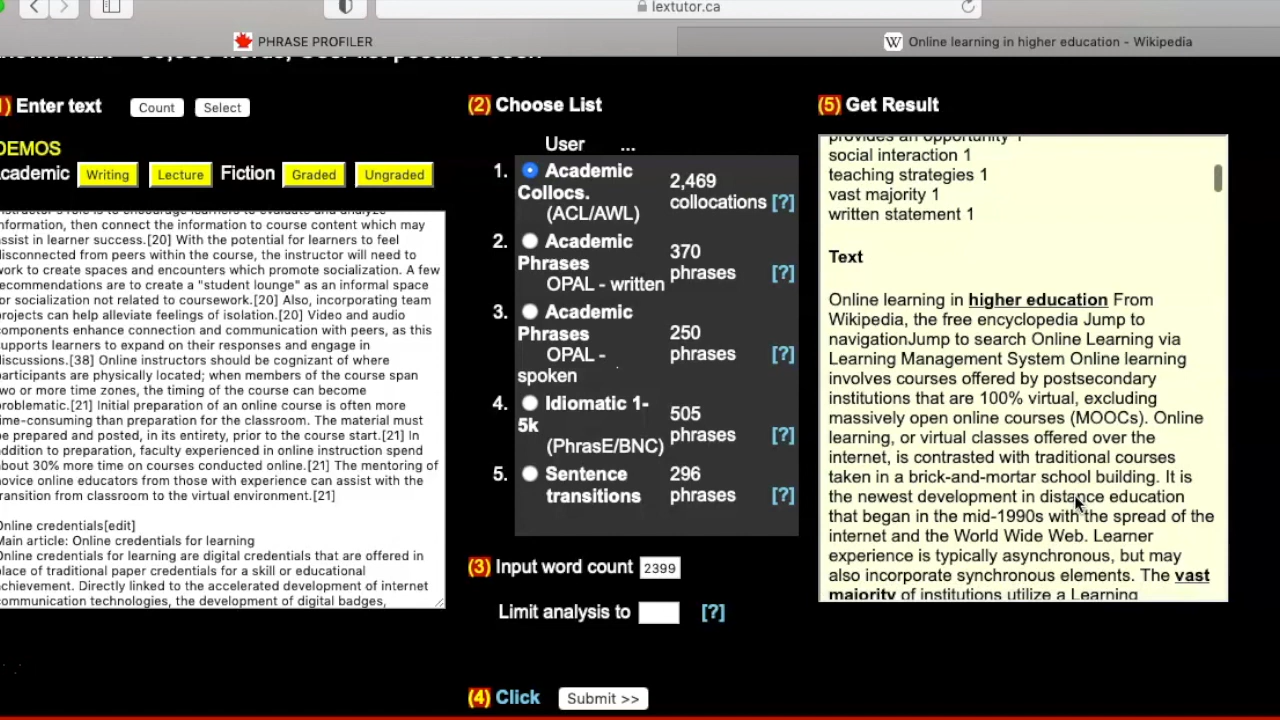 lextutor.ca
PHRASE PROFILER
Online learning in higher education - Wikipedia
1) Enter text Count Select
DEMOS
Academic Writing Lecture Fiction Graded Ungraded
information, then connect the information to course content which may
assist in learner success.[20] With the potential for learners to feel
disconnected from peers within the course, the instructor will need to
work to create spaces and encounters which promote socialization. A few
recommendations are to create a "student lounge" as an informal space
for socialization not related to coursework.[20] Also, incorporating team
projects can help alleviate feelings of isolation.[20] Video and audio
components enhance connection and communication with peers, as this
supports learners to expand on their responses and engage in
discussions.[38] Online instructors should be cognizant of where
participants are physically located; when members of the course span
two or more time zones, the timing of the course can become
problematic.[21] Initial preparation of an online course is often more
time-consuming than preparation for the classroom. The material must
be prepared and posted, in its entirety, prior to the course start.[21] In
addition to preparation, faculty experienced in online instruction spend
about 30% more time on courses conducted online.[21] The mentoring of
novice online educators from those with experience can assist with the
transition from classroom to the virtual environment.[21]
Online credentials[edit]
Main article: Online credentials for learning
Online credentials for learning are digital credentials that are offered in
place of traditional paper credentials for a skill or educational
achievement. Directly linked to the accelerated development of internet
communication technologies, the development of digital badges,
(2) Choose List
User ...
1. Academic 2,469
Collocs. collocations [?]
(ACL/AWL)
2. Academic 370
Phrases phrases [?]
OPAL - written
3. Academic 250
Phrases phrases [?]
OPAL -
spoken
4. Idiomatic 1- 505
5k phrases [?]
(PhrasE/BNC)
5. Sentence 296
transitions phrases [?]
(3) Input word count 2399
Limit analysis to [?]
(4) Click Submit >>
(5) Get Result
provides an opportunity 1
social interaction 1
teaching strategies 1
vast majority 1
written statement 1
Text
Online learning in higher education From
Wikipedia, the free encyclopedia Jump to
navigationJump to search Online Learning via
Learning Management System Online learning
involves courses offered by postsecondary
institutions that are 100% virtual, excluding
massively open online courses (MOOCs). Online
learning, or virtual classes offered over the
internet, is contrasted with traditional courses
taken in a brick-and-mortar school building. It is
the newest development in distance education
that began in the mid-1990s with the spread of the
internet and the World Wide Web. Learner
experience is typically asynchronous, but may
also incorporate synchronous elements. The vast
majority of institutions utilize a Learning